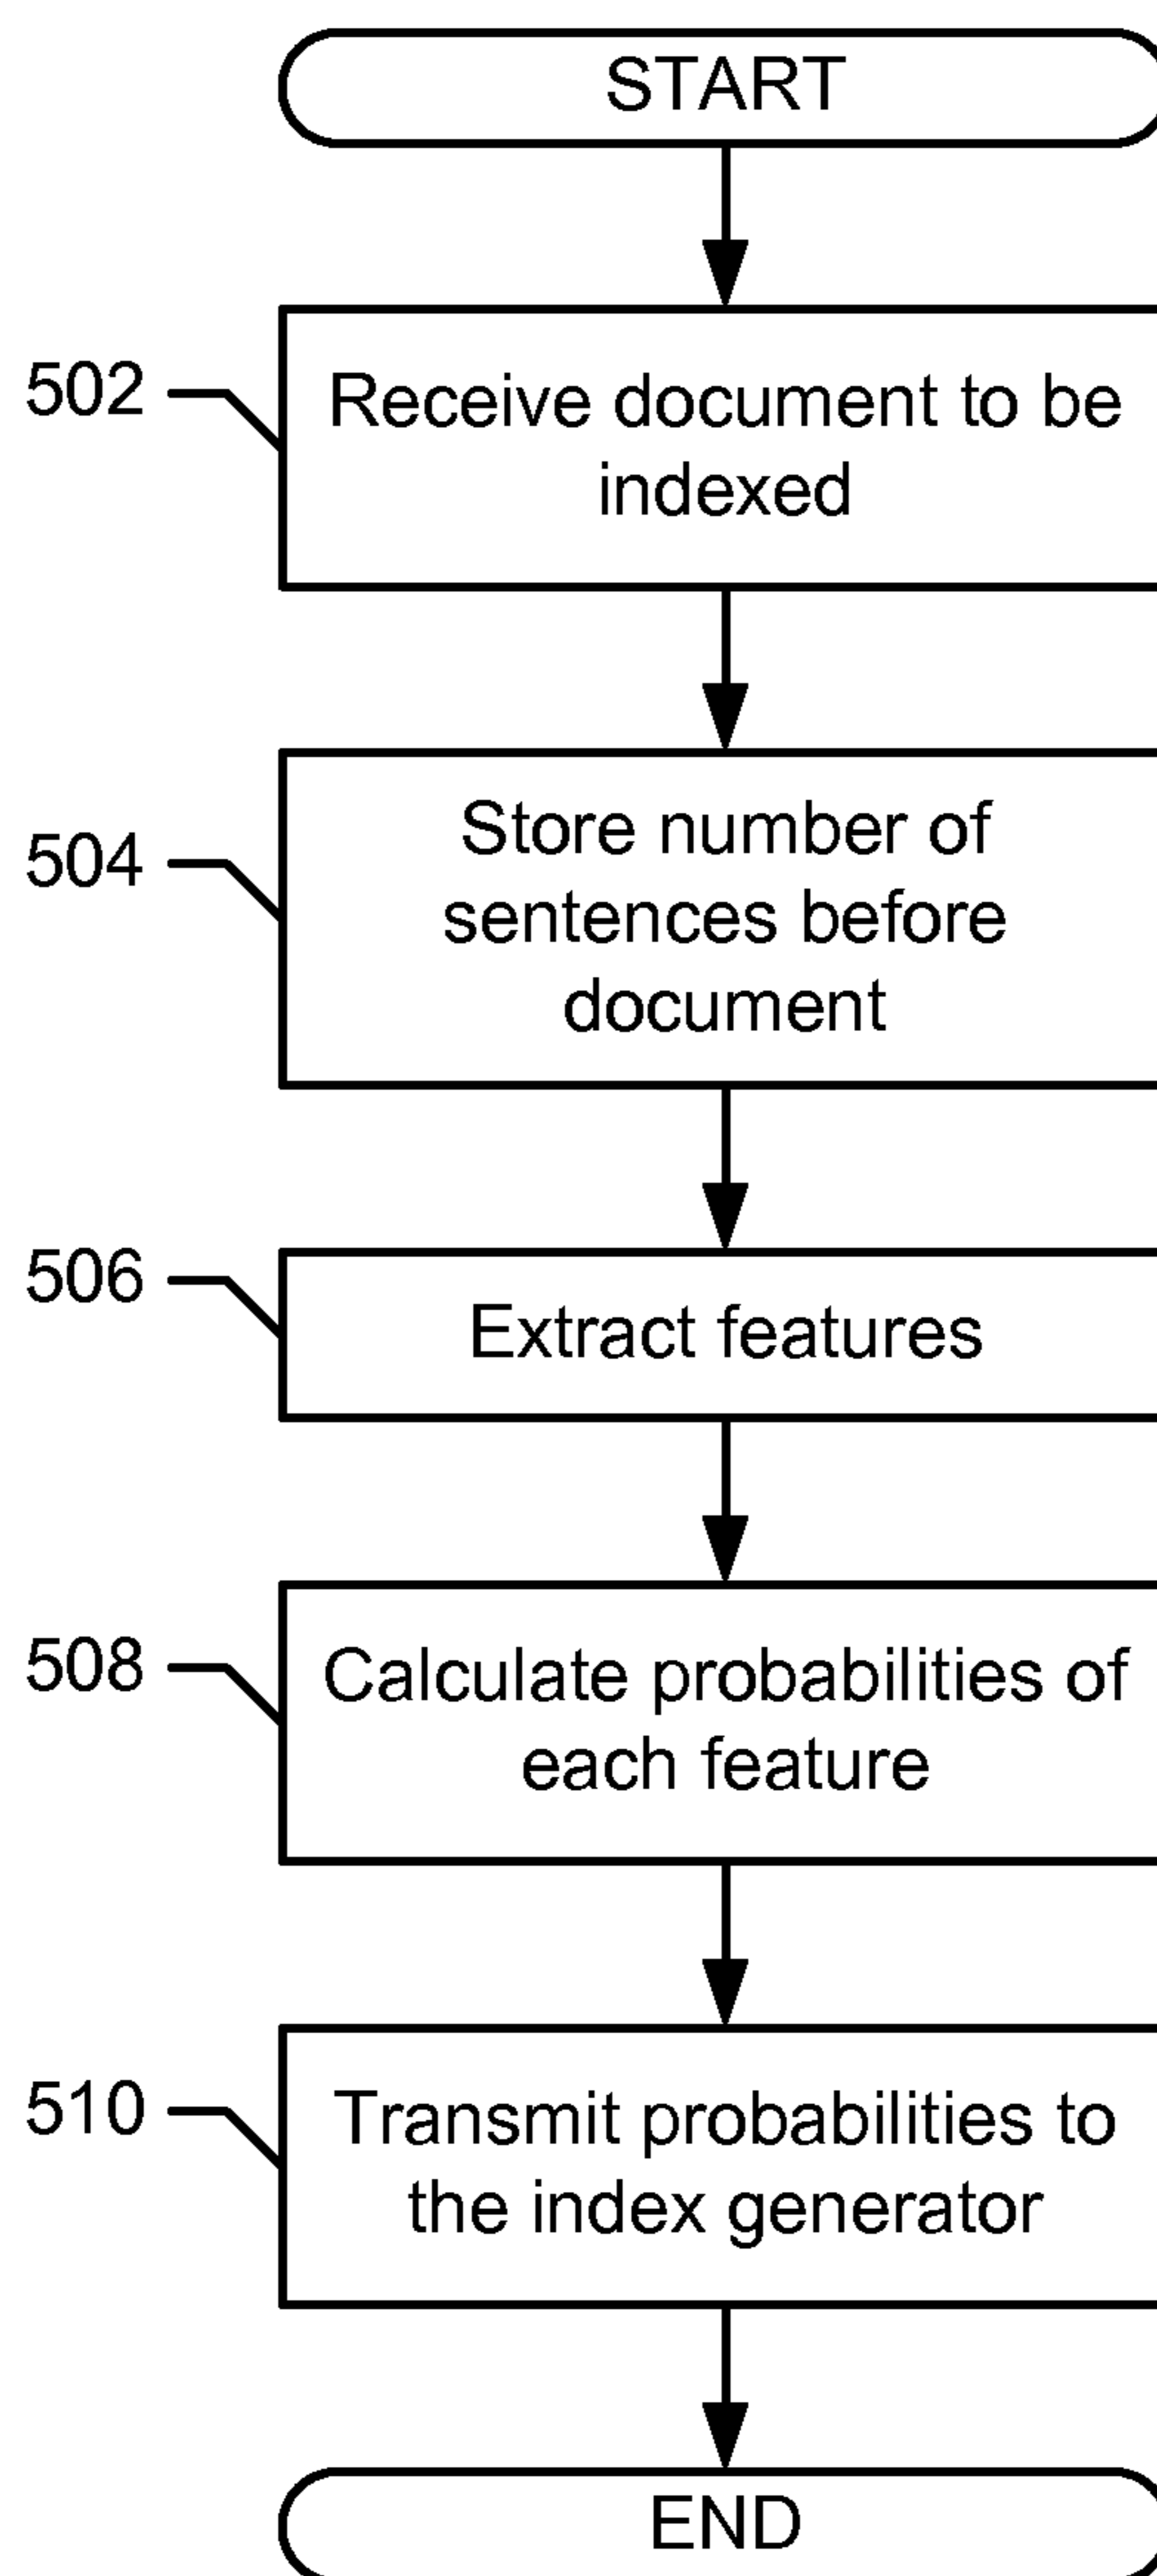 START
502
Receive document to be
indexed
504
Store number of
sentences before
document
506
Extract features
508
Calculate probabilities of
each feature
510
Transmit probabilities to
the index generator
END